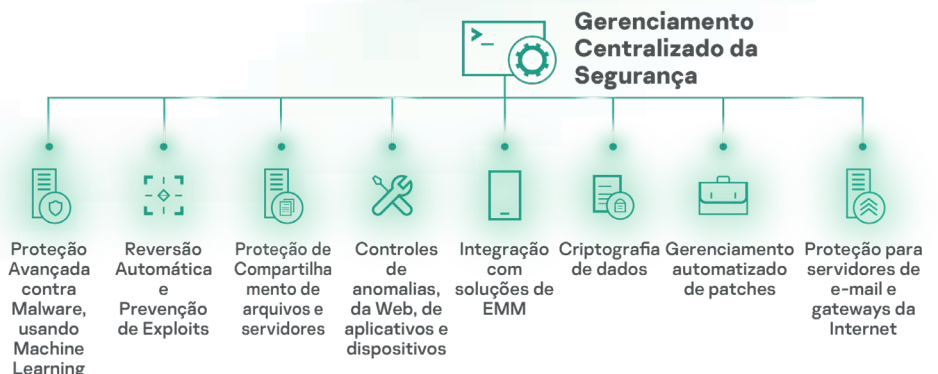 Gerenciamento
Centralizado da
Segurança
Proteção
Avançada
contra
Malware,
usando
Machine
Learning
Reversão
Automática
e
Prevenção
de Exploits
Proteção de
Compartilha
mento de
arquivos e
servidores
Controles
de
anomalias,
da Web, de
aplicativos e
dispositivos
Integração
com
soluções de
EMM
Criptografia
de dados
Gerenciamento
automatizado
de patches
Proteção para
servidores de
e-mail e
gateways da
Internet